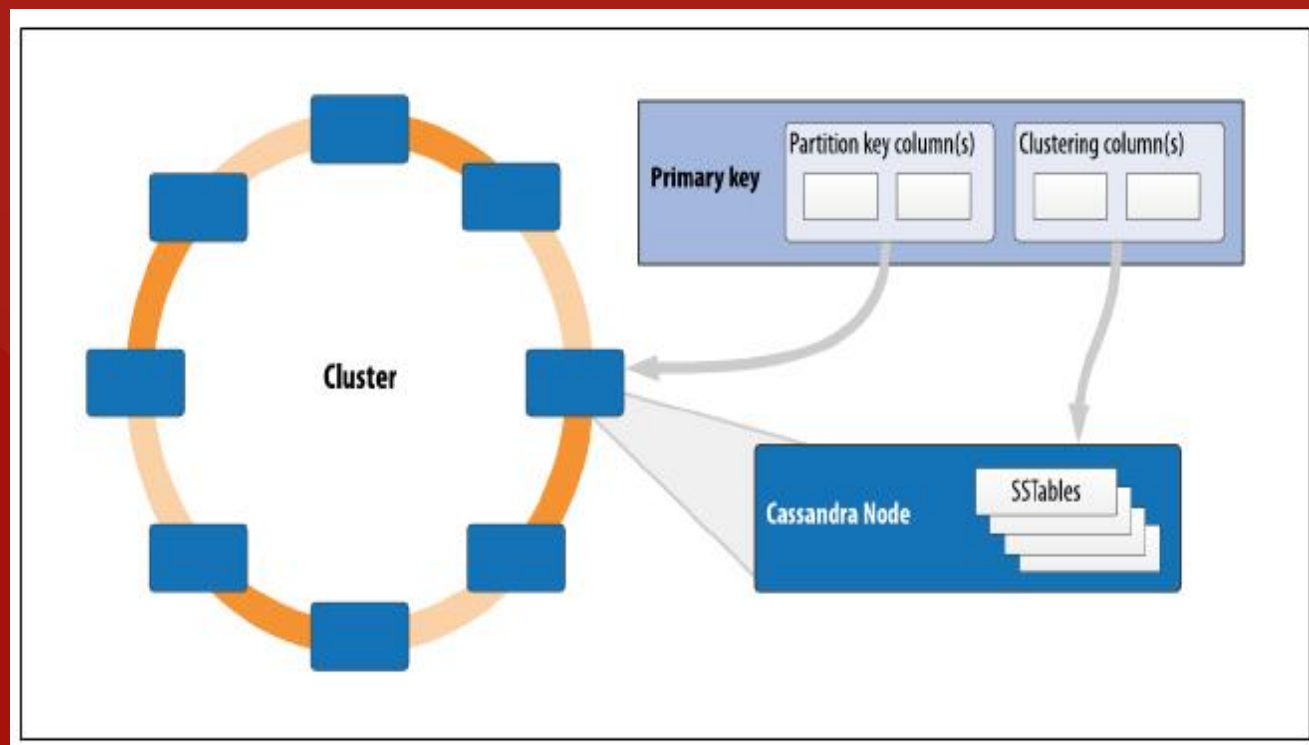 Partition key column(s)
Clustering column(s)
Primary key
Cluster
SSTables
Cassandra Node